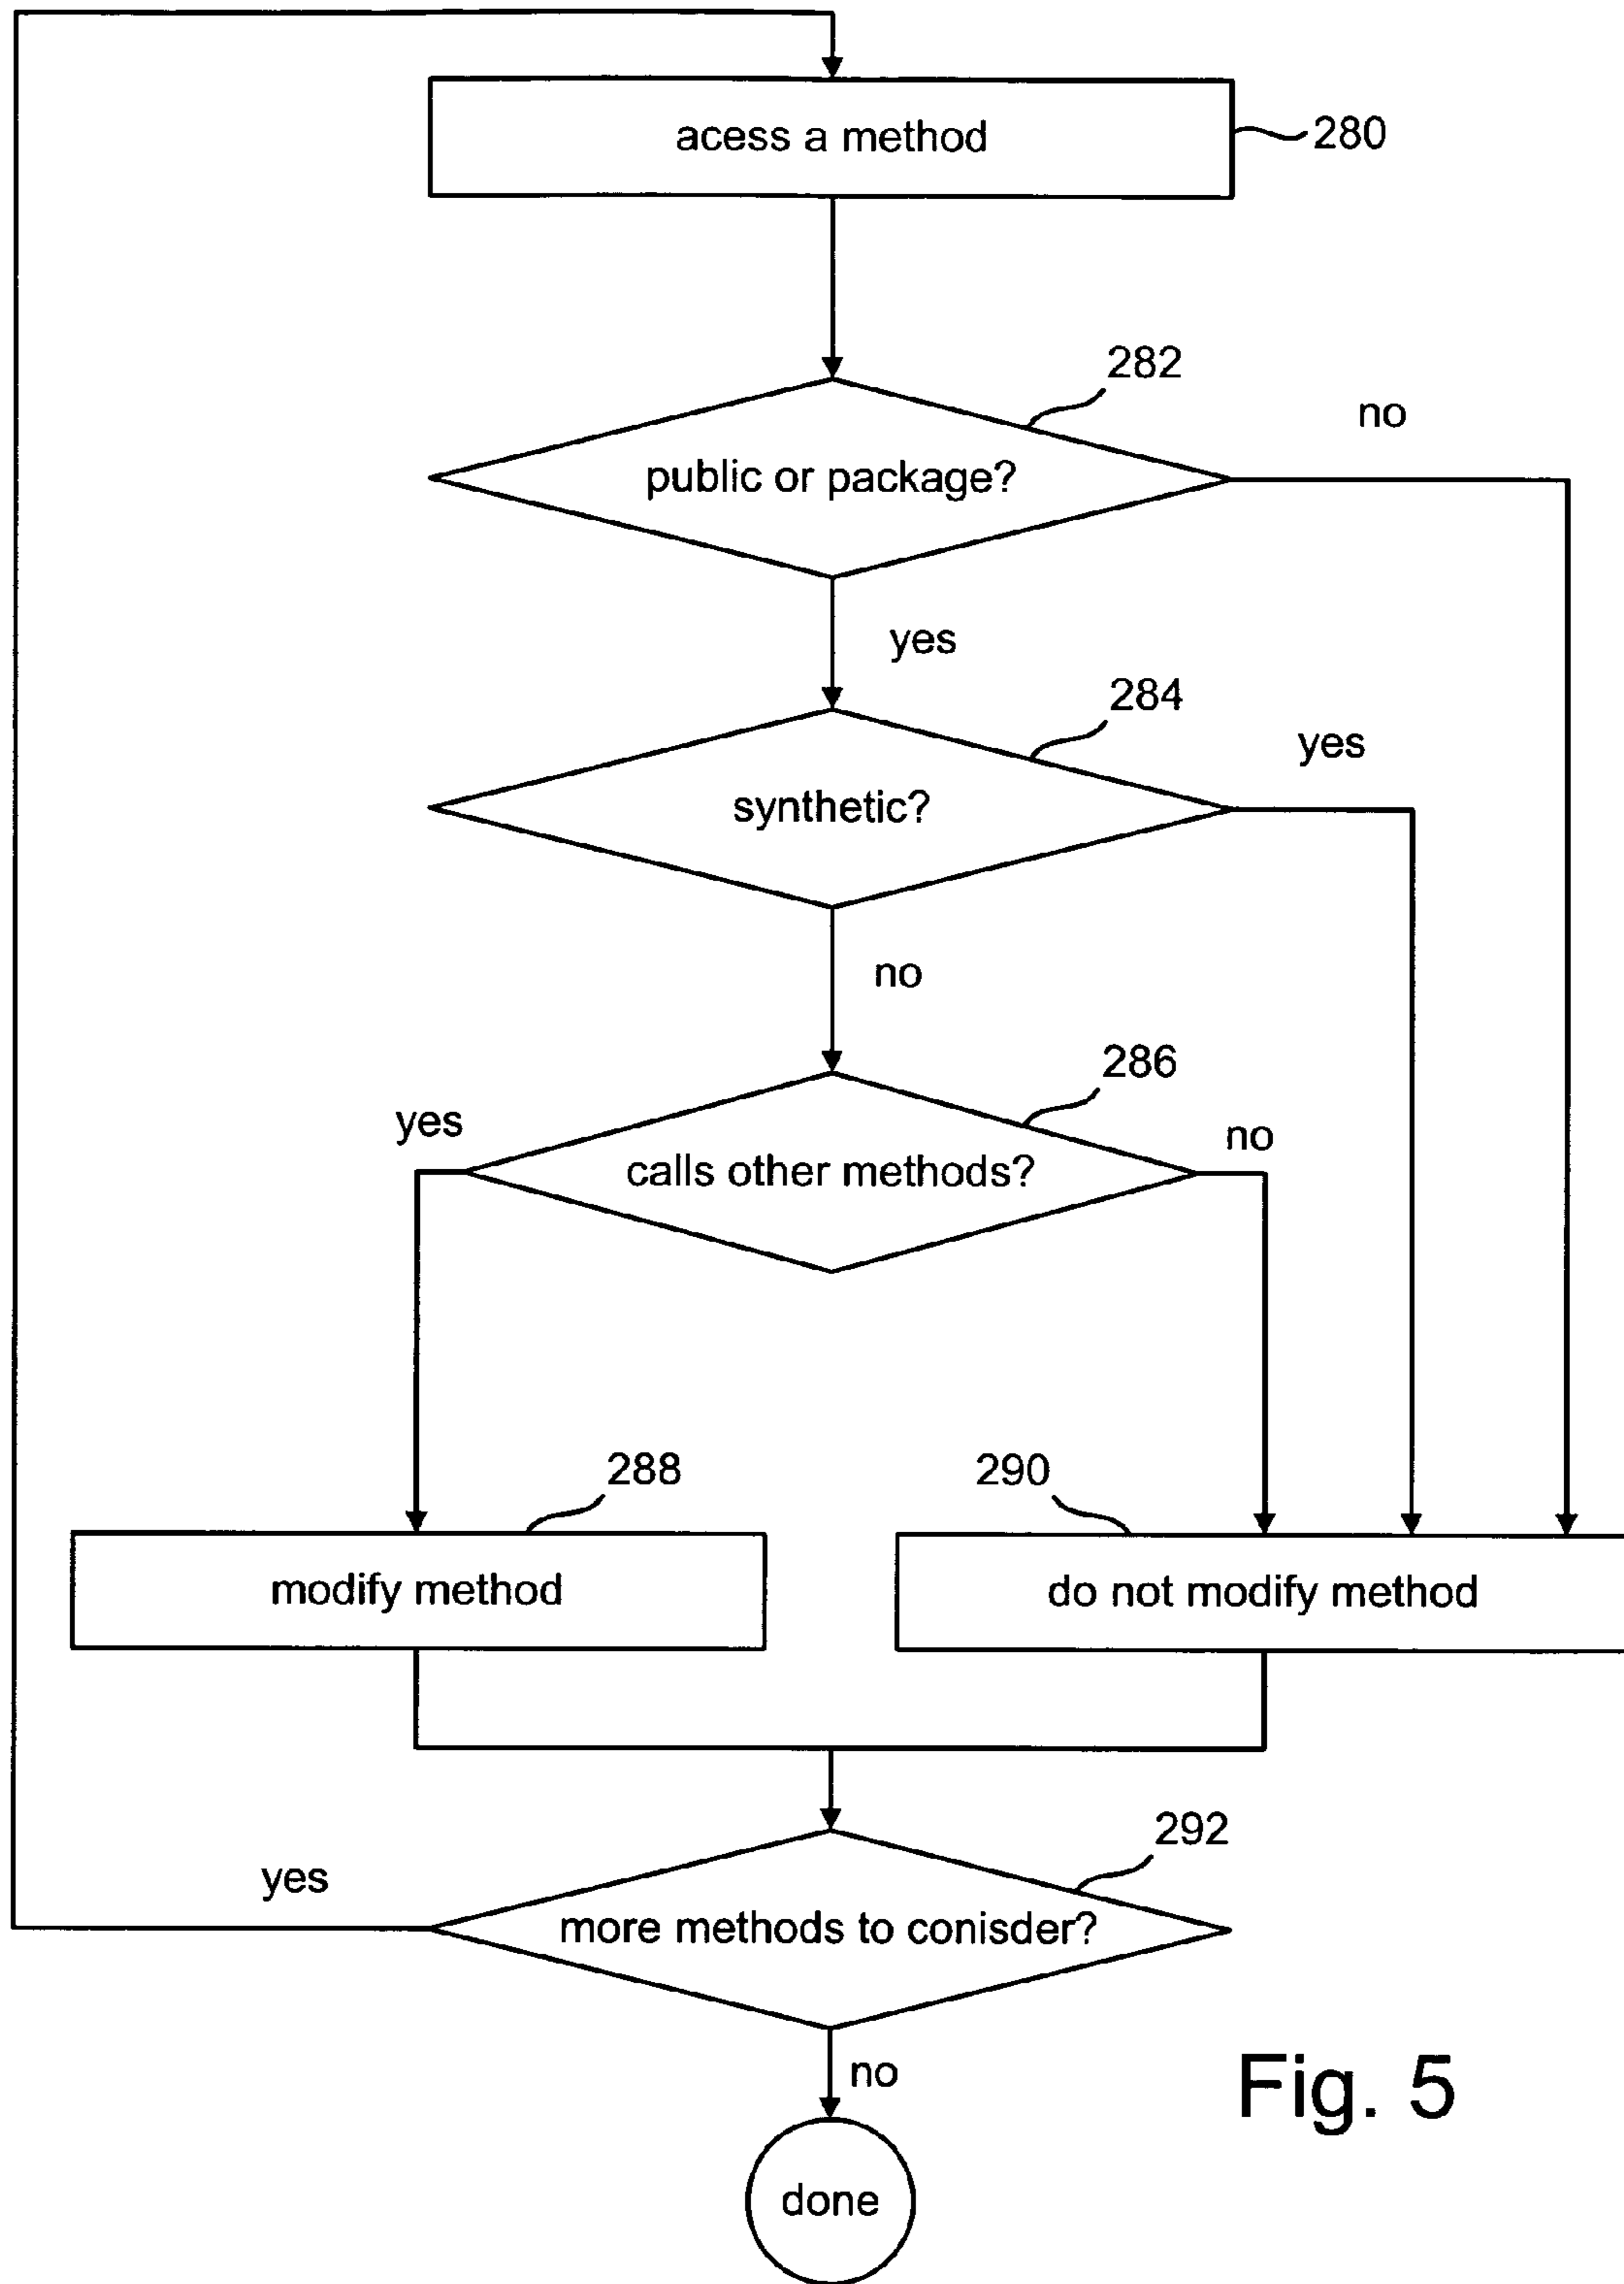 acess a method
280
282
no
public or package?
yes
284
yes
synthetic?
no
286
yes
no
calls other methods?
288
290
modify method
do not modify method
292
yes
more methods to conisder?
no
Fig. 5
done